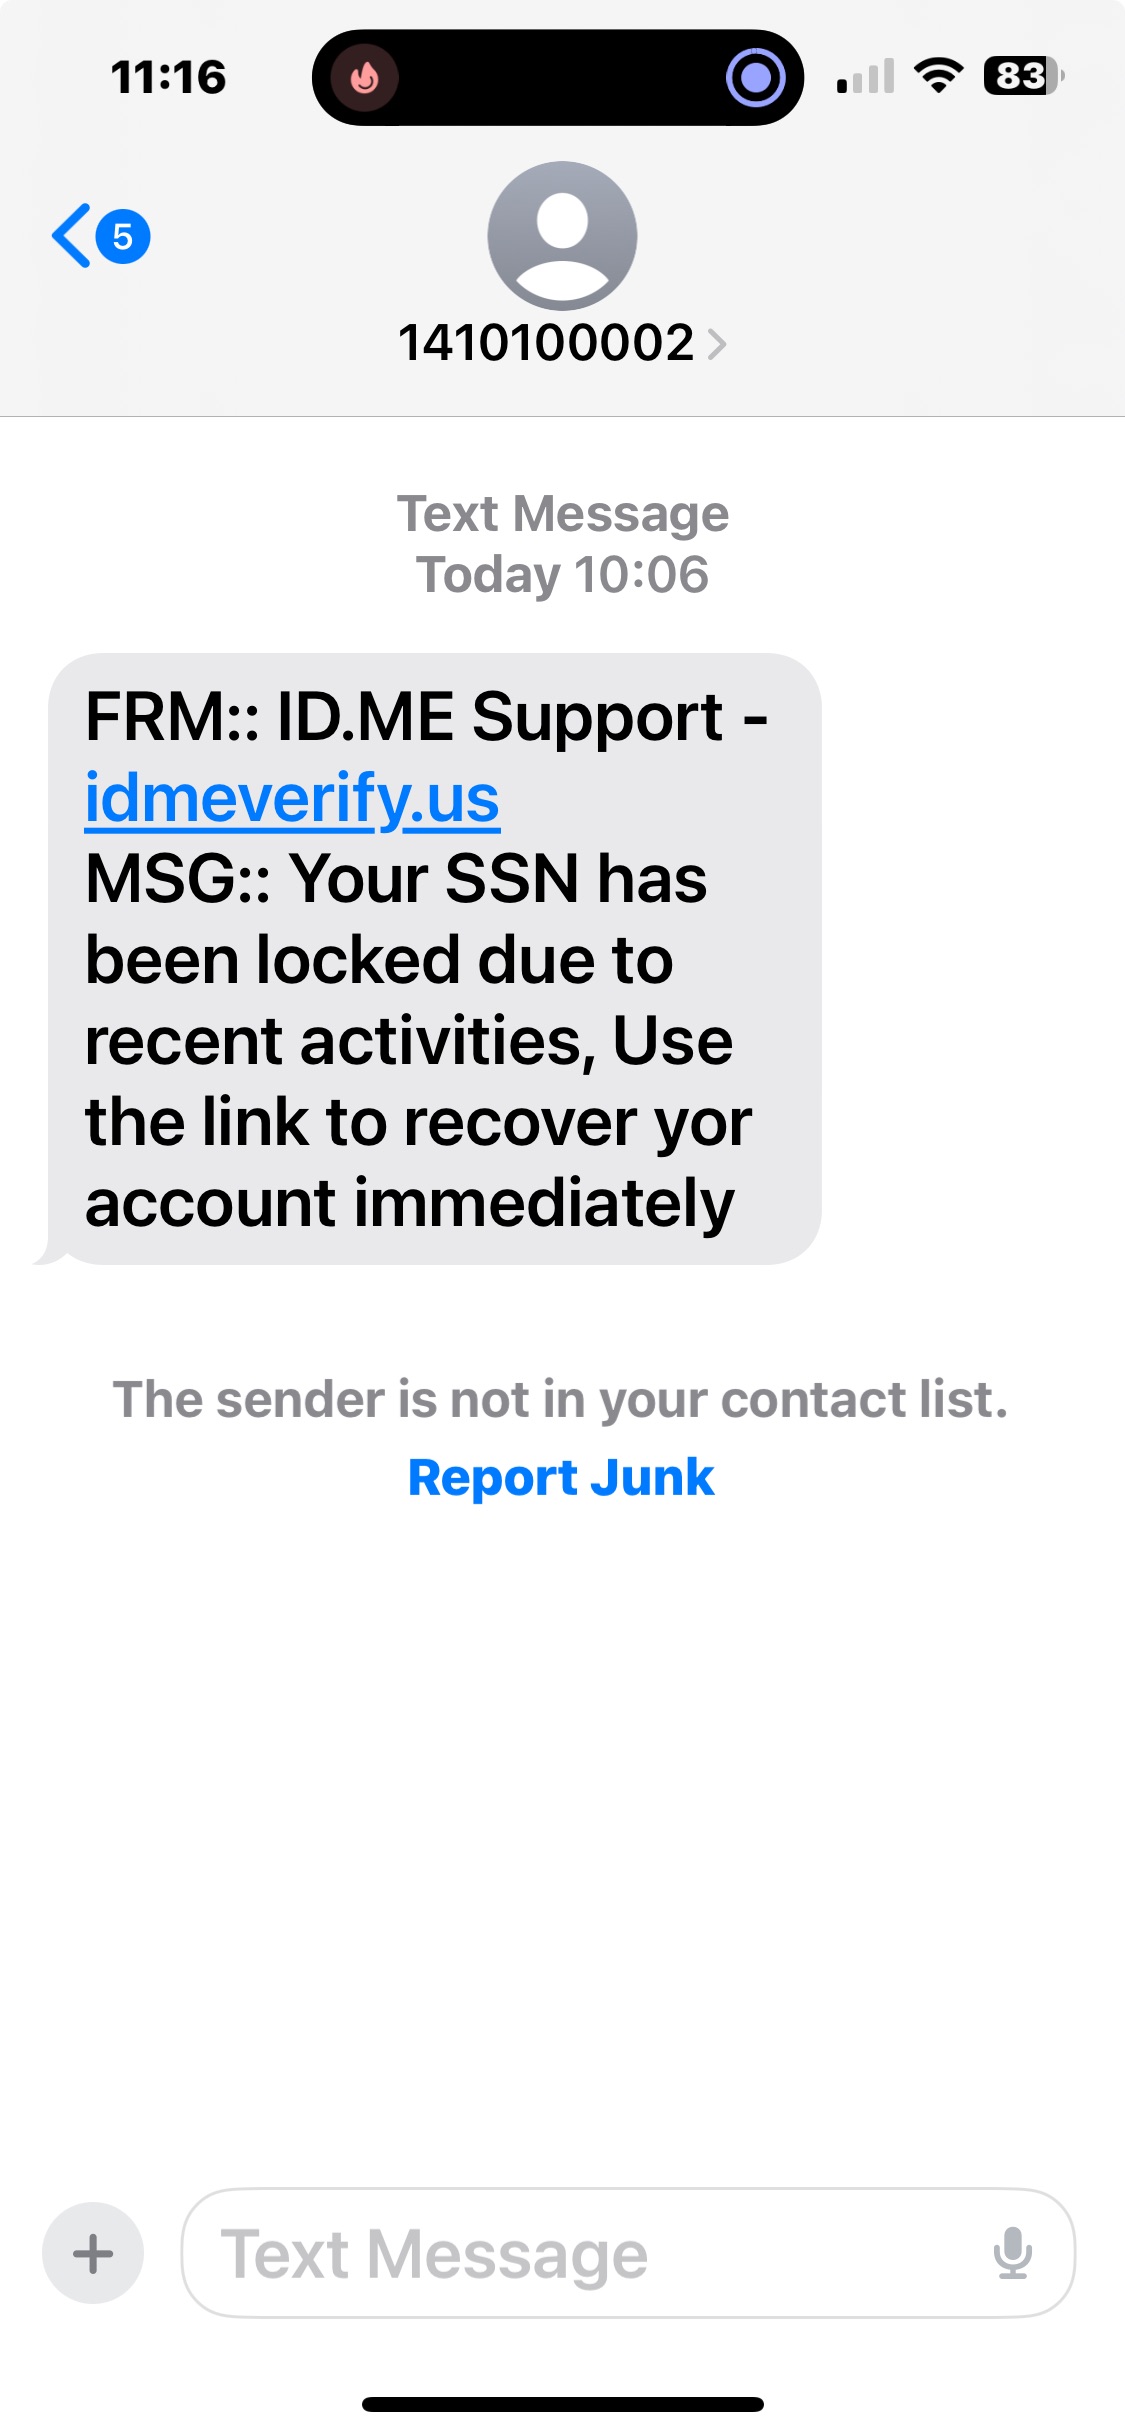 11:16
83
5
1410100002
Text Message
Today 10:06
FRM:: ID.ME Support -
idmeverify.us
MSG:: Your SSN has
been locked due to
recent activities, Use
the link to recover yor
account immediately
The sender is not in your contact list.
Report Junk
Text Message